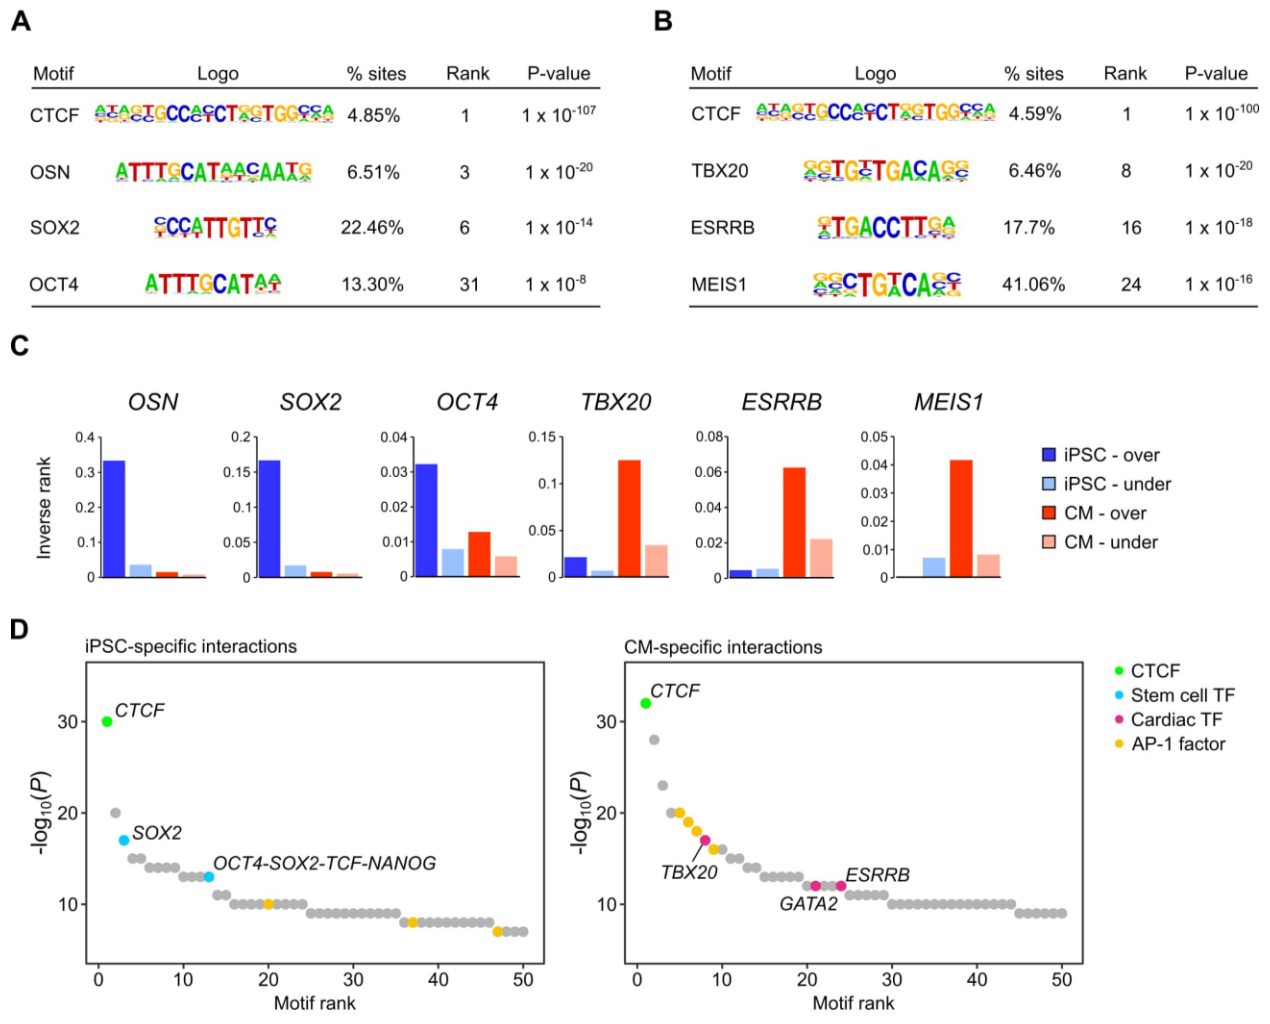 A
Motif Logo % sites Rank P-value
CTCF 4.85% 1 1 x 10-107
OSN ATTTGCATAACAATG 6.51% 3 1 x 10-20
SOX2 CCCATTGTTC 22.46% 6 1 x 10-14
OCT4 ATTTGCATAA 13.30% 31 1 x 10-8
B
Motif Logo % sites Rank P-value
CTCF 4.59% 1 1 x 10-100
TBX20 6.46% 8 1 x 10-20
ESRRB 17.7% 16 1 x 10-18
MEIS1 41.06% 24 1 x 10-16
C
OSN SOX2 OCT4 TBX20 ESRRB MEIS1
Inverse rank
0.4 0.3 0.2 0.1 0
0.2 0.15 0.1 0.05 0
0.04 0.03 0.02 0.01 0
0.15 0.1 0.05 0
0.08 0.06 0.04 0.02 0
0.05 0.04 0.03 0.02 0.01 0
iPSC - over
iPSC - under
CM - over
CM - under
D
iPSC-specific interactions
-log10(P)
30
20
10
CTCF
SOX2
OCT4-SOX2-TCF-NANOG
0 10 20 30 40 50
Motif rank
CM-specific interactions
-log10(P)
30
20
10
CTCF
TBX20
GATA2
ESRRB
0 10 20 30 40 50
Motif rank
CTCF
Stem cell TF
Cardiac TF
AP-1 factor